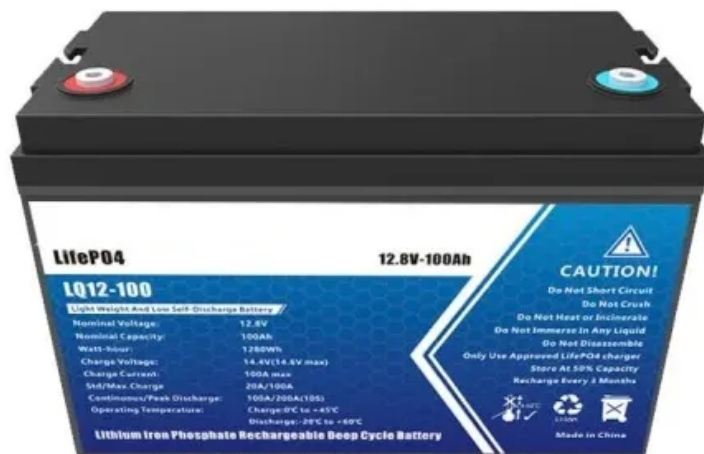 LifePO4
12.8V-100Ah
LQ12-100
Light Weight And Low Self-Discharge Battery
Nominal Voltage: 12.8V
Nominal Capacity: 100Ah
Watt-hour: 1280Wh
Charge Voltage: 14.4V(14.6V max)
Charge Current: 100A max
Std/Max.Charge 20A/100A
Continuous/Peak Discharge: 100A/200A(10S)
Operating Temperature: Charge:0℃ to +45℃
Discharge:-20℃ to +60℃
Lithium Iron Phosphate Rechargeable Deep Cycle Battery
CAUTION!
Do Not Short Circuit
Do Not Crush
Do Not Heat or Incinerate
Do Not Immerse In Any Liquid
Do Not Disassemble
Only Use Approved LifePO4 charger
Store At 50% Capacity
Recharge Every 3 Months
Made in China